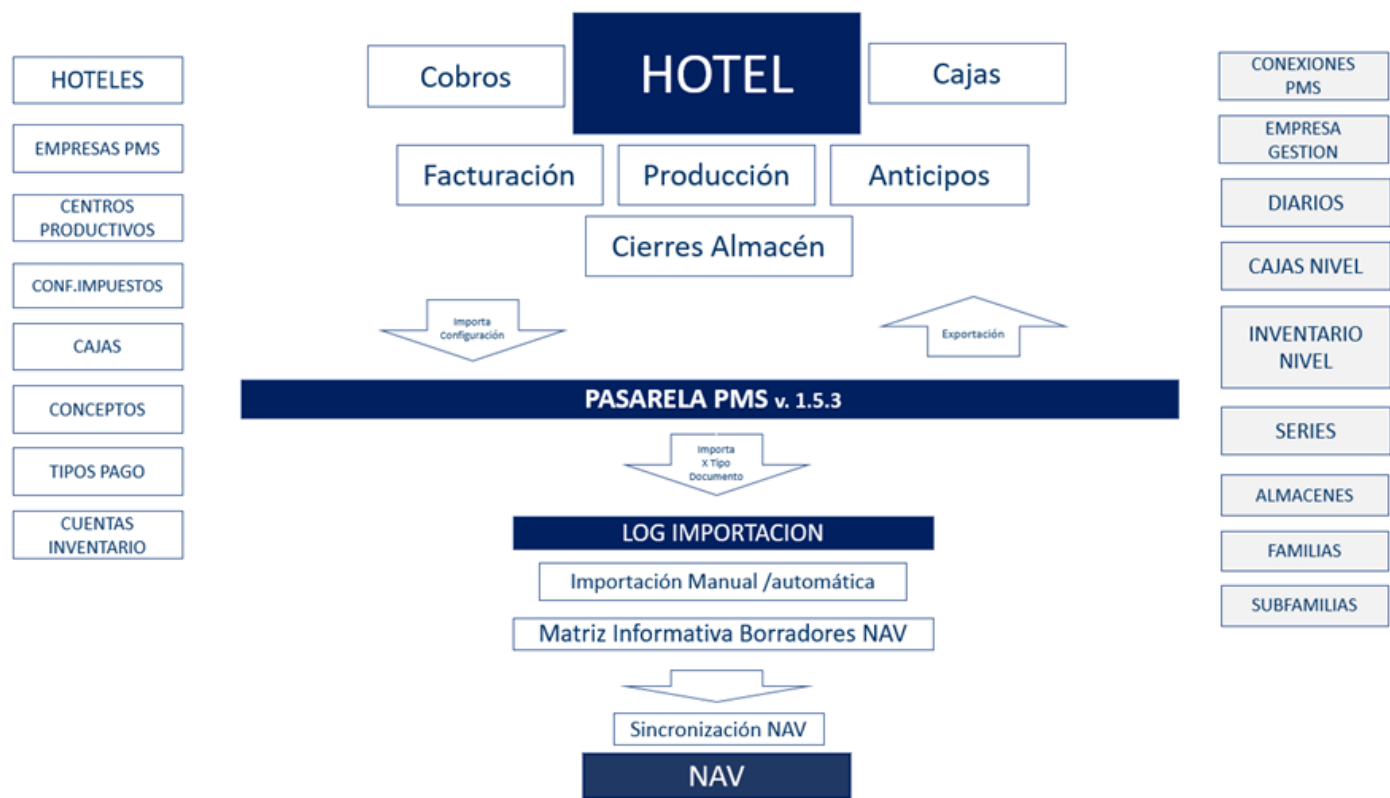 HOTELES
EMPRESAS PMS
CENTROS
PRODUCTIVOS
CONF.IMPUESTOS
CAJAS
CONCEPTOS
TIPOS PAGO
CUENTAS
INVENTARIO
Cobros
HOTEL
Cajas
Facturación
Producción
Anticipos
Cierres Almacén
Importa
Configuración
Exportación
PASARELA PMS v. 1.5.3
Importa
X Tipo
Documento
LOG IMPORTACION
Importación Manual /automática
Matriz Informativa Borradores NAV
Sincronización NAV
NAV
CONEXIONES
PMS
EMPRESA
GESTION
DIARIOS
CAJAS NIVEL
INVENTARIO
NIVEL
SERIES
ALMACENES
FAMILIAS
SUBFAMILIAS